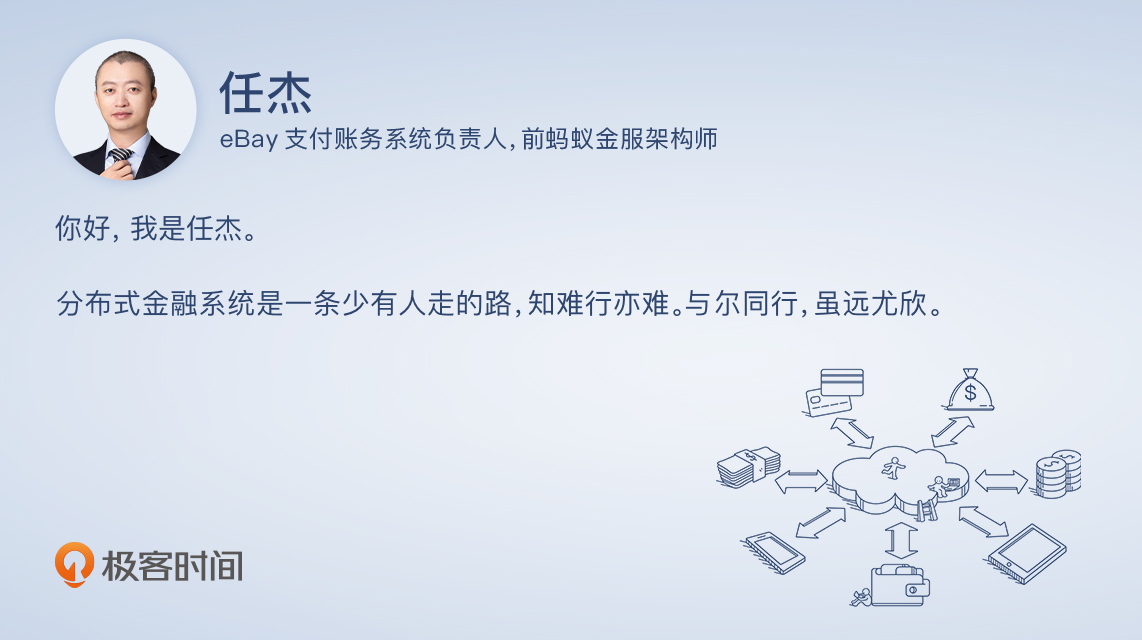 任杰
eBay 支付账务系统负责人，前蚂蚁金服架构师
你好，我是任杰。
分布式金融系统是一条少有人走的路，知难行亦难。与尔同行，虽远尤欣。
$
极客时间